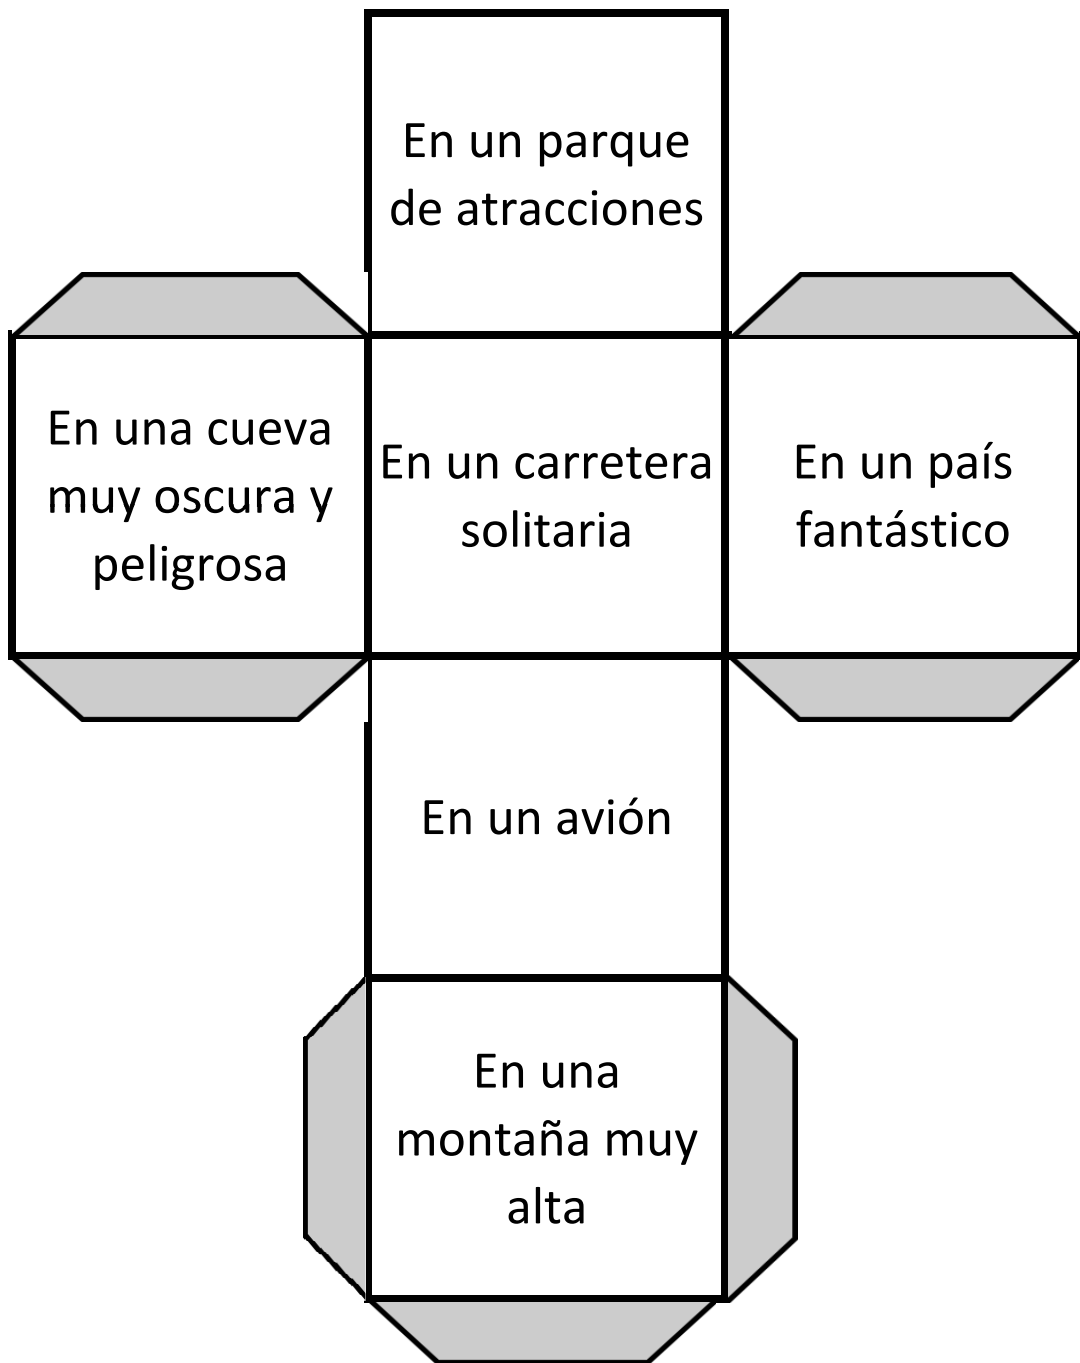 En un parque
de atracciones
En una cueva
muy oscura y
peligrosa
En un carretera
solitaria
En un país
fantástico
En un avión
En una
montaña muy
alta